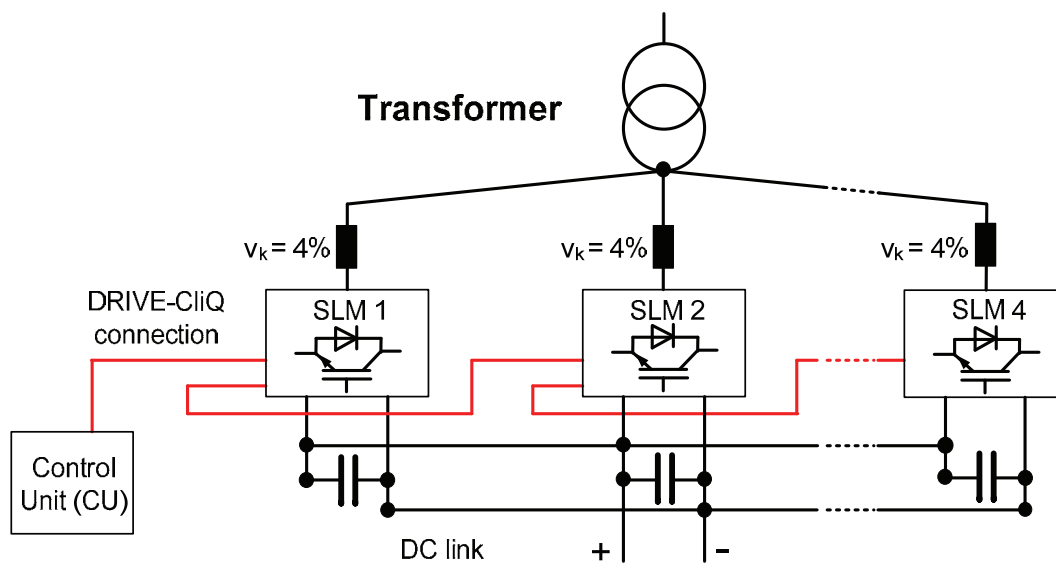 Transformer
vk = 4%
vk = 4%
vk = 4%
DRIVE-CliQ
connection
SLM 1
SLM 2
SLM 4
Control
Unit (CU)
DC link
+
-